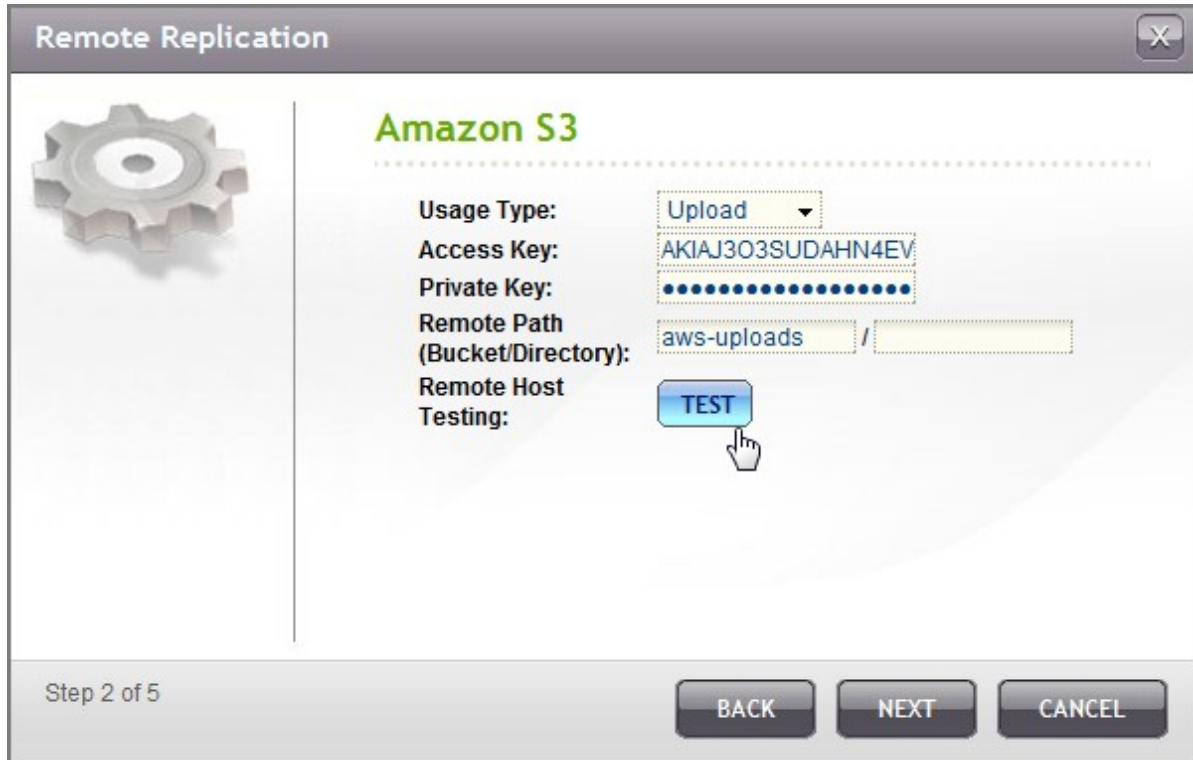 Remote Replication
X
Amazon S3
Usage Type: Upload
Access Key: AKIAJ3O3SUDAHN4EV
Private Key: ••••••••••••••••••
Remote Path
(Bucket/Directory): aws-uploads /
Remote Host
Testing: TEST
Step 2 of 5
BACK NEXT CANCEL